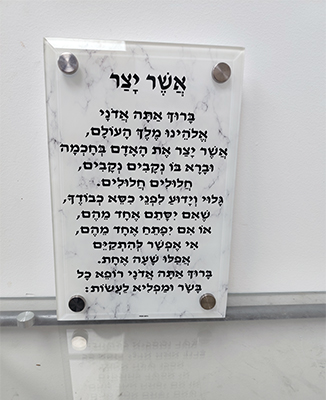 אֲשֶׁר יָצַר
בָּרוּךְ אַתָּה אֲדֹנָי
אֱלֹהֵינוּ מֶלֶךְ הָעוֹלָם,
אֲשֶׁר יָצַר אֶת הָאָדָם בְּחָכְמָה
וּבָרָא בוֹ נְקָבִים נְקָבִים,
חֲלוּלִים חֲלוּלִים.
גָּלוּי וְיָדוּעַ לִפְנֵי כִסֵּא כְבוֹדֶךָ,
שֶׁאִם יִסָּתֵם אֶחָד מֵהֶם,
אוֹ אִם יִפָּתֵחַ אֶחָד מֵהֶם,
אִי אֶפְשַׁר לְהִתְקַיֵּם
אֲפִלּוּ שָׁעָה אֶחָת.
בָּרוּךְ אַתָּה אֲדֹנָי רוֹפֵא כָל
בָּשָׂר וּמַפְלִיא לַעֲשׂוֹת: